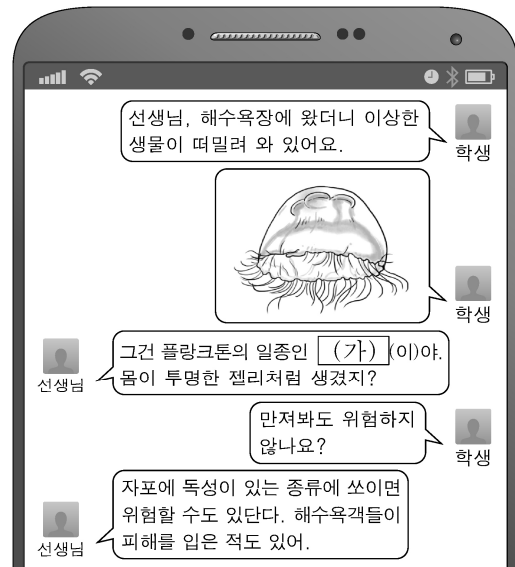 선생님, 해수욕장에 왔더니 이상한
생물이 떠밀려 와 있어요.
학생
학생
그건 플랑크톤의 일종인 (가) (이)야.
몸이 투명한 젤리처럼 생겼지?
선생님
만져봐도 위험하지
않나요?
학생
자포에 독성이 있는 종류에 쏘이면
위험할 수도 있단다. 해수욕객들이
피해를 입은 적도 있어.
선생님